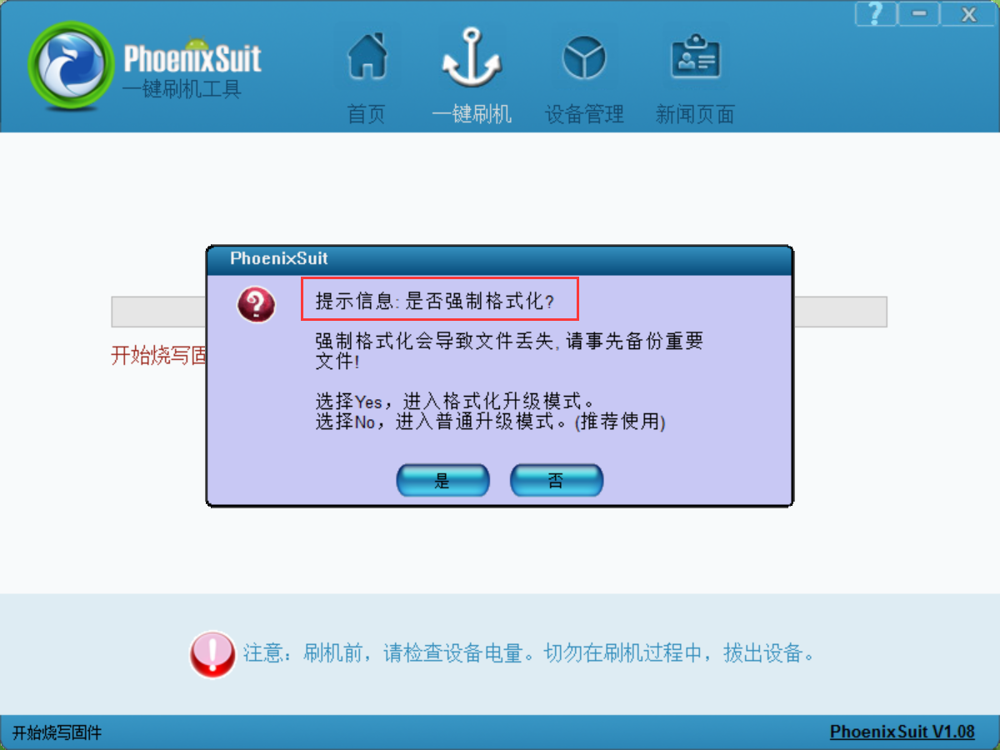 ?
PhoenixSuit
一键刷机工具
首页
一键刷机
设备管理
新闻页面
PhoenixSuit
提示信息: 是否强制格式化?
强制格式化会导致文件丢失, 请事先备份重要
文件!
选择Yes，进入格式化升级模式。
选择No，进入普通升级模式。(推荐使用)
是
否
开始烧写固
注意：刷机前，请检查设备电量。切勿在刷机过程中，拔出设备。
开始烧写固件
PhoenixSuit V1.08